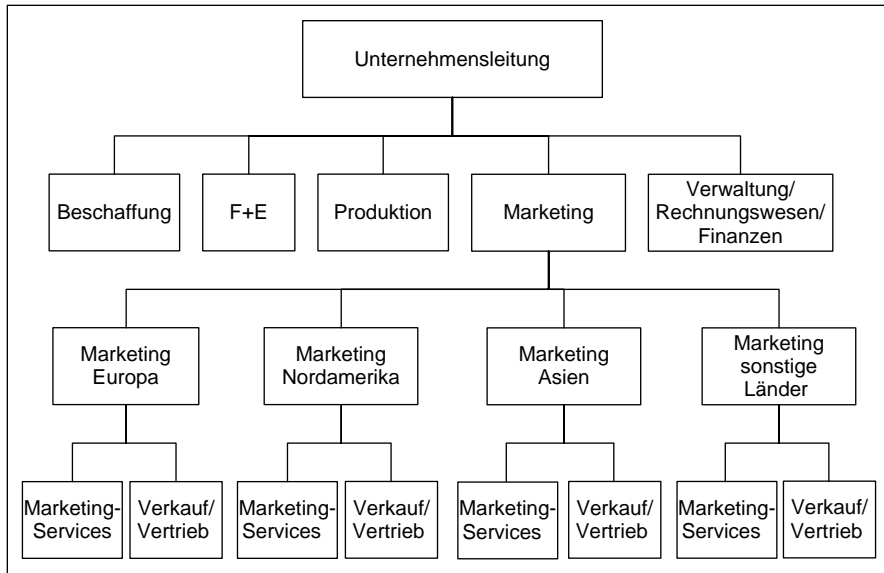 Unternehmensleitung
Beschaffung
F+E
Produktion
Marketing
Verwaltung/
Rechnungswesen/
Finanzen
Marketing
Europa
Marketing
Nordamerika
Marketing
Asien
Marketing
sonstige
Länder
Marketing-
Services
Verkauf/
Vertrieb
Marketing-
Services
Verkauf/
Vertrieb
Marketing-
Services
Verkauf/
Vertrieb
Marketing-
Services
Verkauf/
Vertrieb